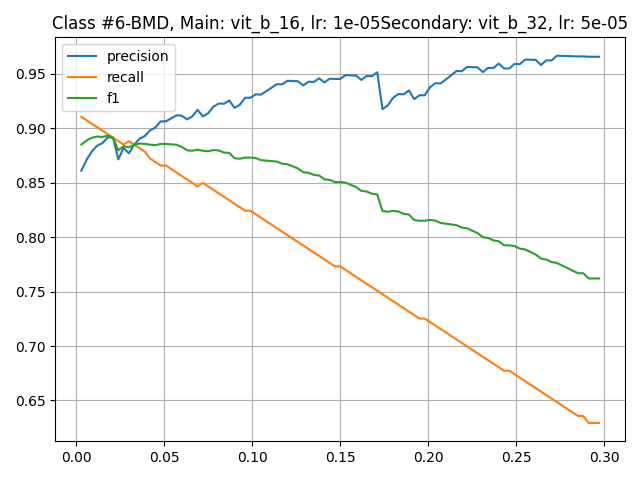 Class #6-BMD, Main: vit_b_16, lr: 1e-05Secondary: vit_b_32, lr: 5e-05
precision
recall
f1
0.95
0.90
0.85
0.80
0.75
0.70
0.65
0.00 0.05 0.10 0.15 0.20 0.25 0.30